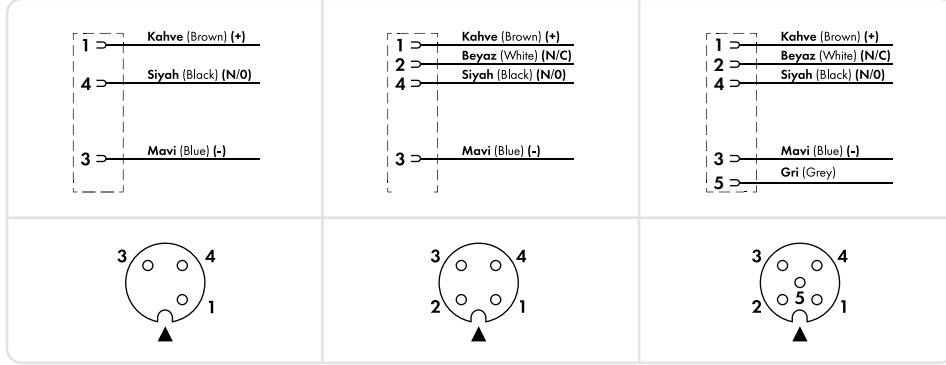 1 Kahve (Brown) (+)
4 Siyah (Black) (N/0)
3 Mavi (Blue) (-)
1 Kahve (Brown) (+)
2 Beyaz (White) (N/C)
4 Siyah (Black) (N/0)
3 Mavi (Blue) (-)
1 Kahve (Brown) (+)
2 Beyaz (White) (N/C)
4 Siyah (Black) (N/0)
3 Mavi (Blue) (-)
5 Gri (Grey)
3 4
1
3 4
2 1
3 4
2 5 1